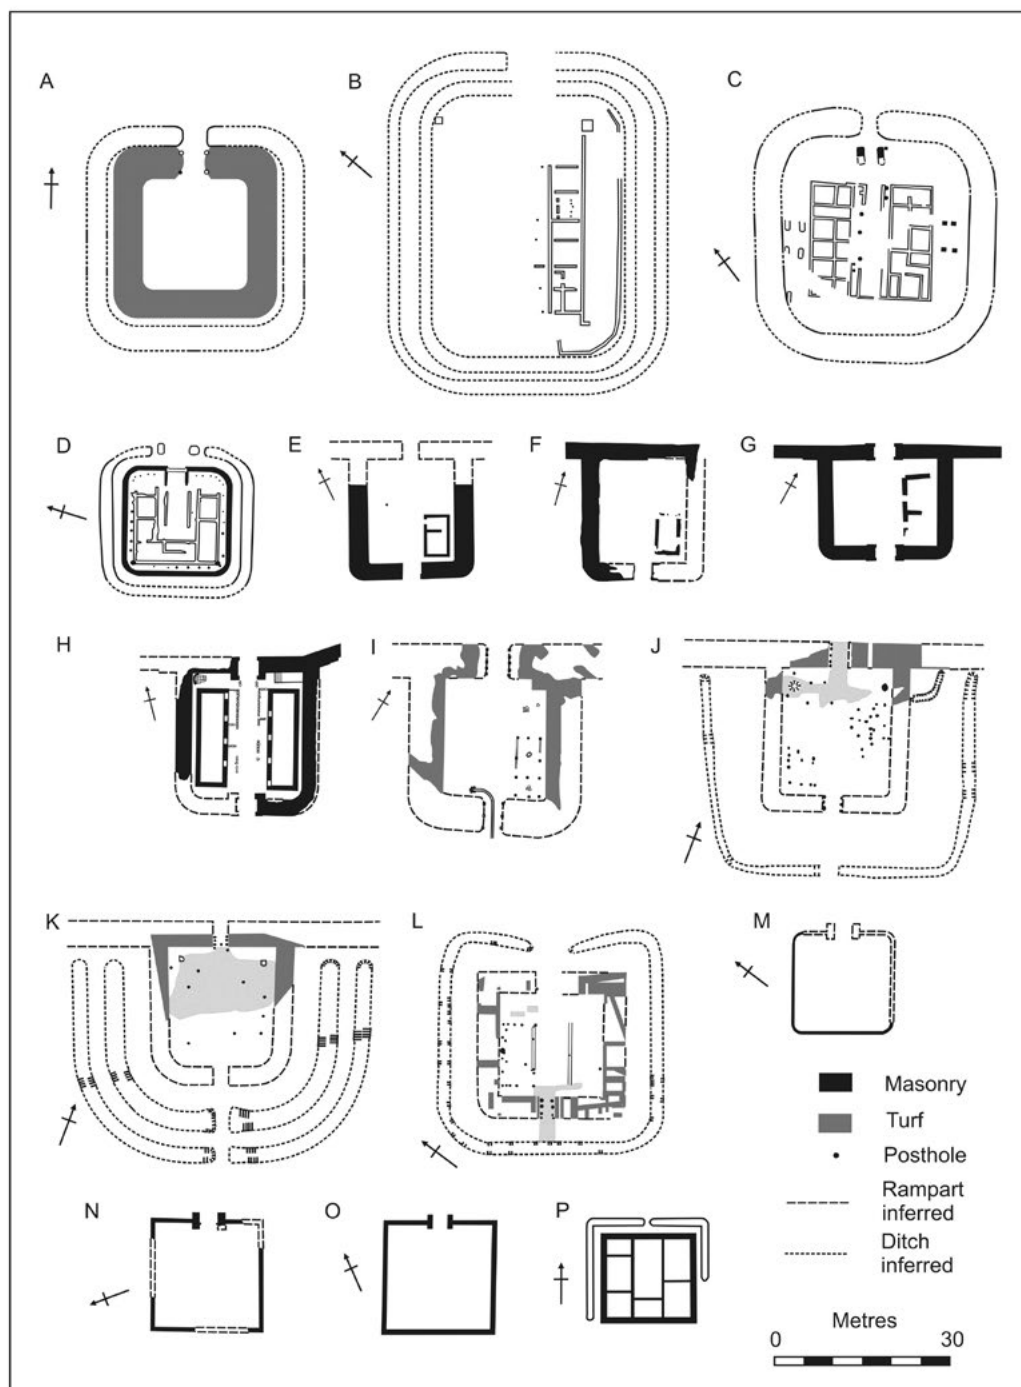 A
B
C
D
E
F
G
H
I
J
K
L
M
Masonry
Turf
Posthole
Rampart
inferred
Ditch
inferred
N
O
P
Metres
0 30